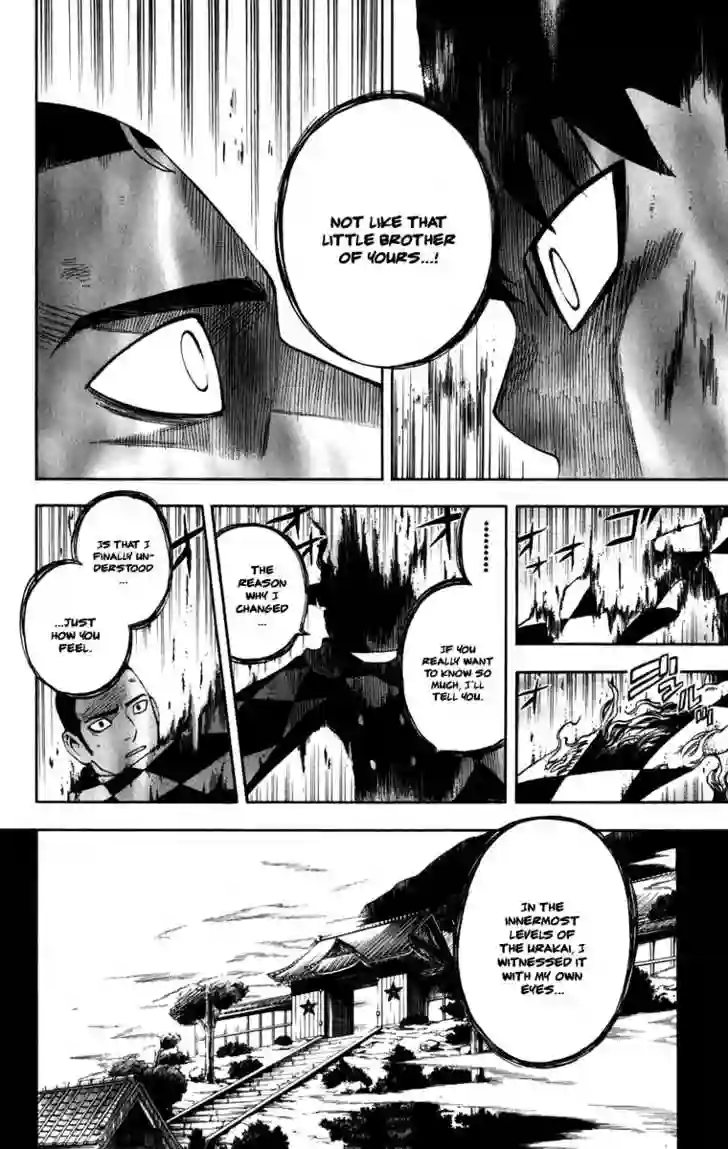 NOT LIKE THAT
LITTLE BROTHER
OF YOURS...!
.........
IF YOU
REALLY WANT
TO KNOW SO
MUCH, I'LL
TELL YOU.
THE
REASON
WHY I
CHANGED
...
IS THAT I
FINALLY UN-
DERSTOOD
...
...JUST
HOW YOU
FEEL.
IN THE
INNERMOST
LEVELS OF
THE URAKAI, I
WITNESSED IT
WITH MY OWN
EYES...